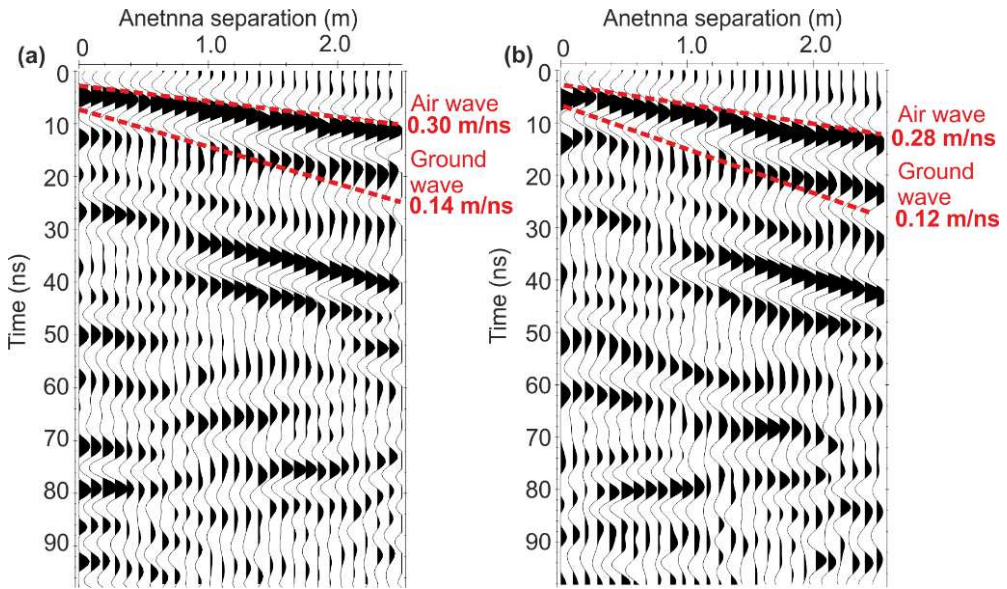 Anetnna separation (m)
(a)
0 1.0 2.0
0
10
20
30
40
50
60
70
80
90
Time (ns)
Air wave
0.30 m/ns
Ground
wave
0.14 m/ns
Anetnna separation (m)
(b)
0 1.0 2.0
0
10
20
30
40
50
60
70
80
90
Time (ns)
Air wave
0.28 m/ns
Ground
wave
0.12 m/ns